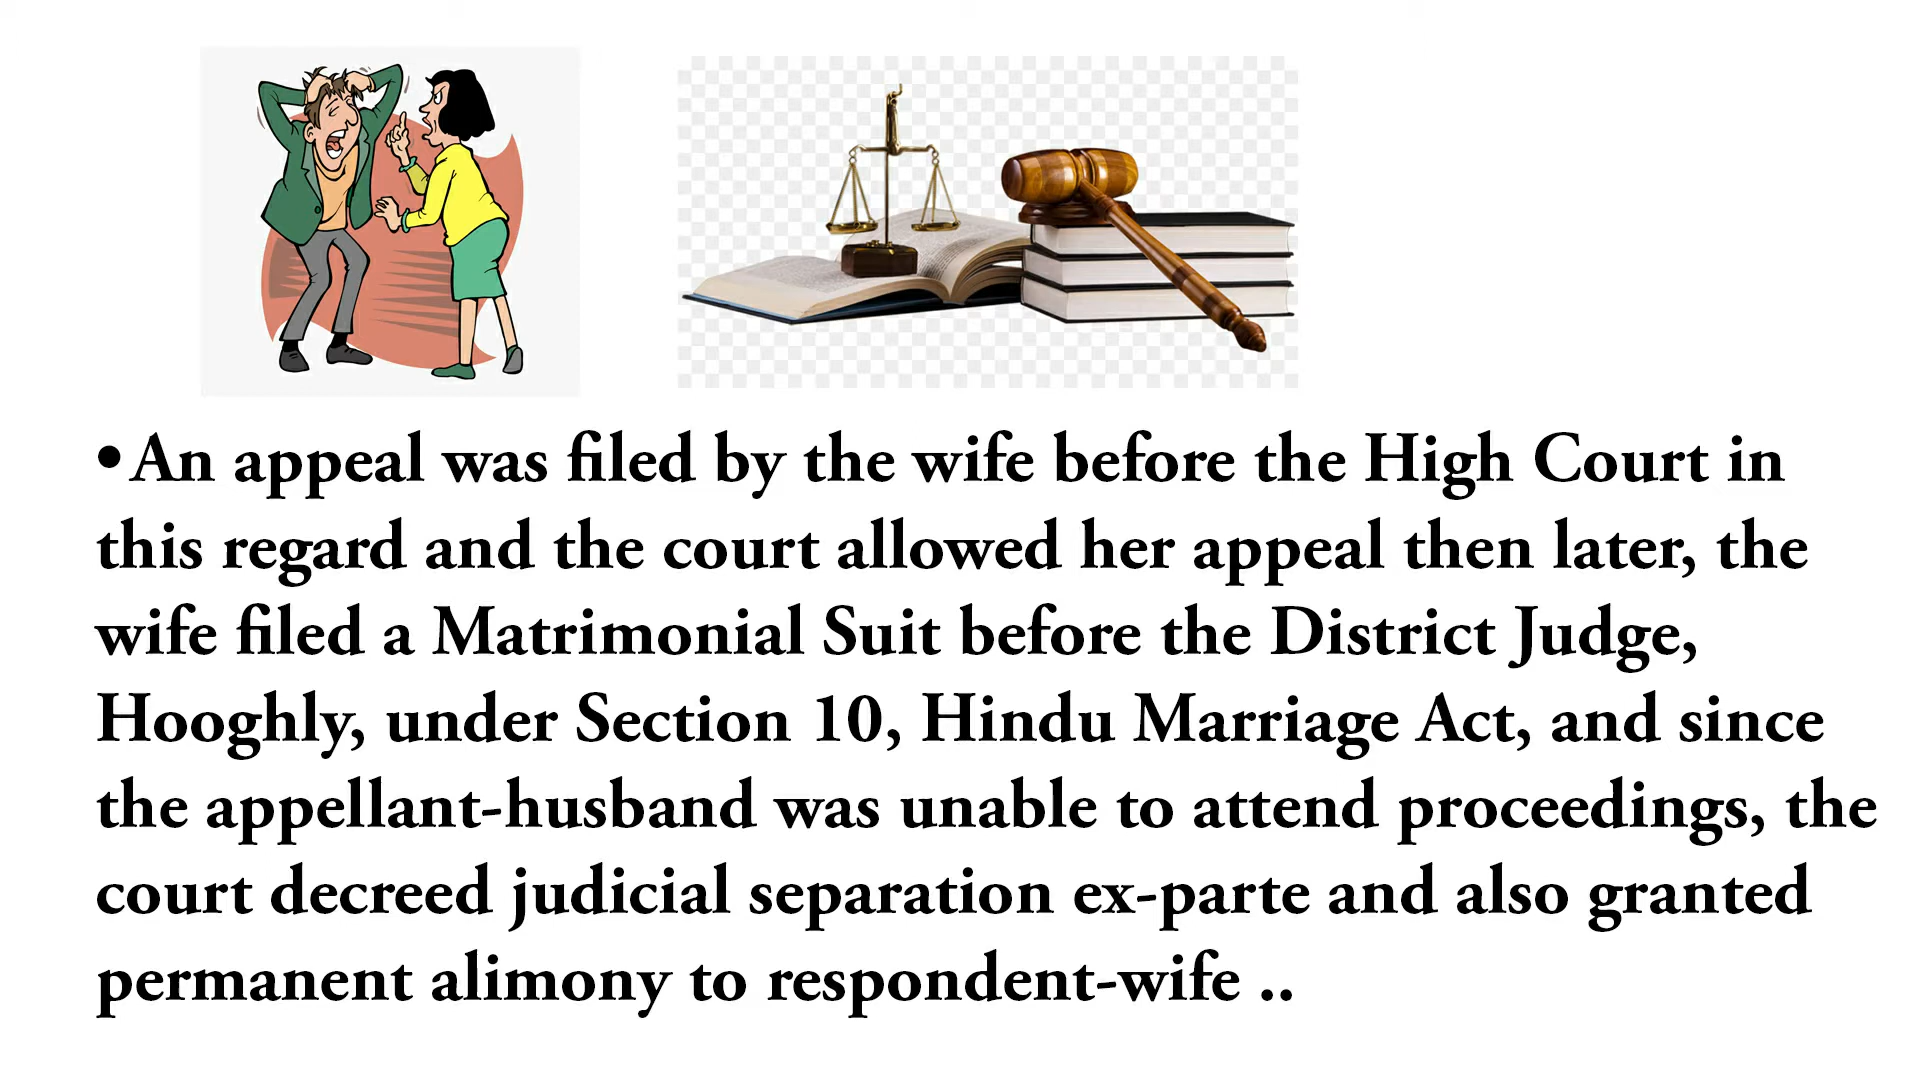 •An appeal was filed by the wife before the High Court in
this regard and the court allowed her appeal then later, the
wife filed a Matrimonial Suit before the District Judge,
Hooghly, under Section 10, Hindu Marriage Act, and since
the appellant-husband was unable to attend proceedings, the
court decreed judicial separation ex-parte and also granted
permanent alimony to respondent-wife ..